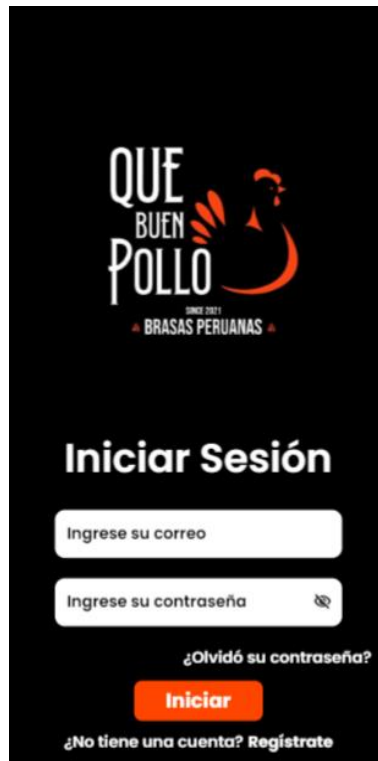 QUE
BUEN
POLLO
SINCE 2021
BRASAS PERUANAS
Iniciar Sesión
Ingrese su correo
Ingrese su contraseña
¿Olvidó su contraseña?
Iniciar
¿No tiene una cuenta? Regístrate